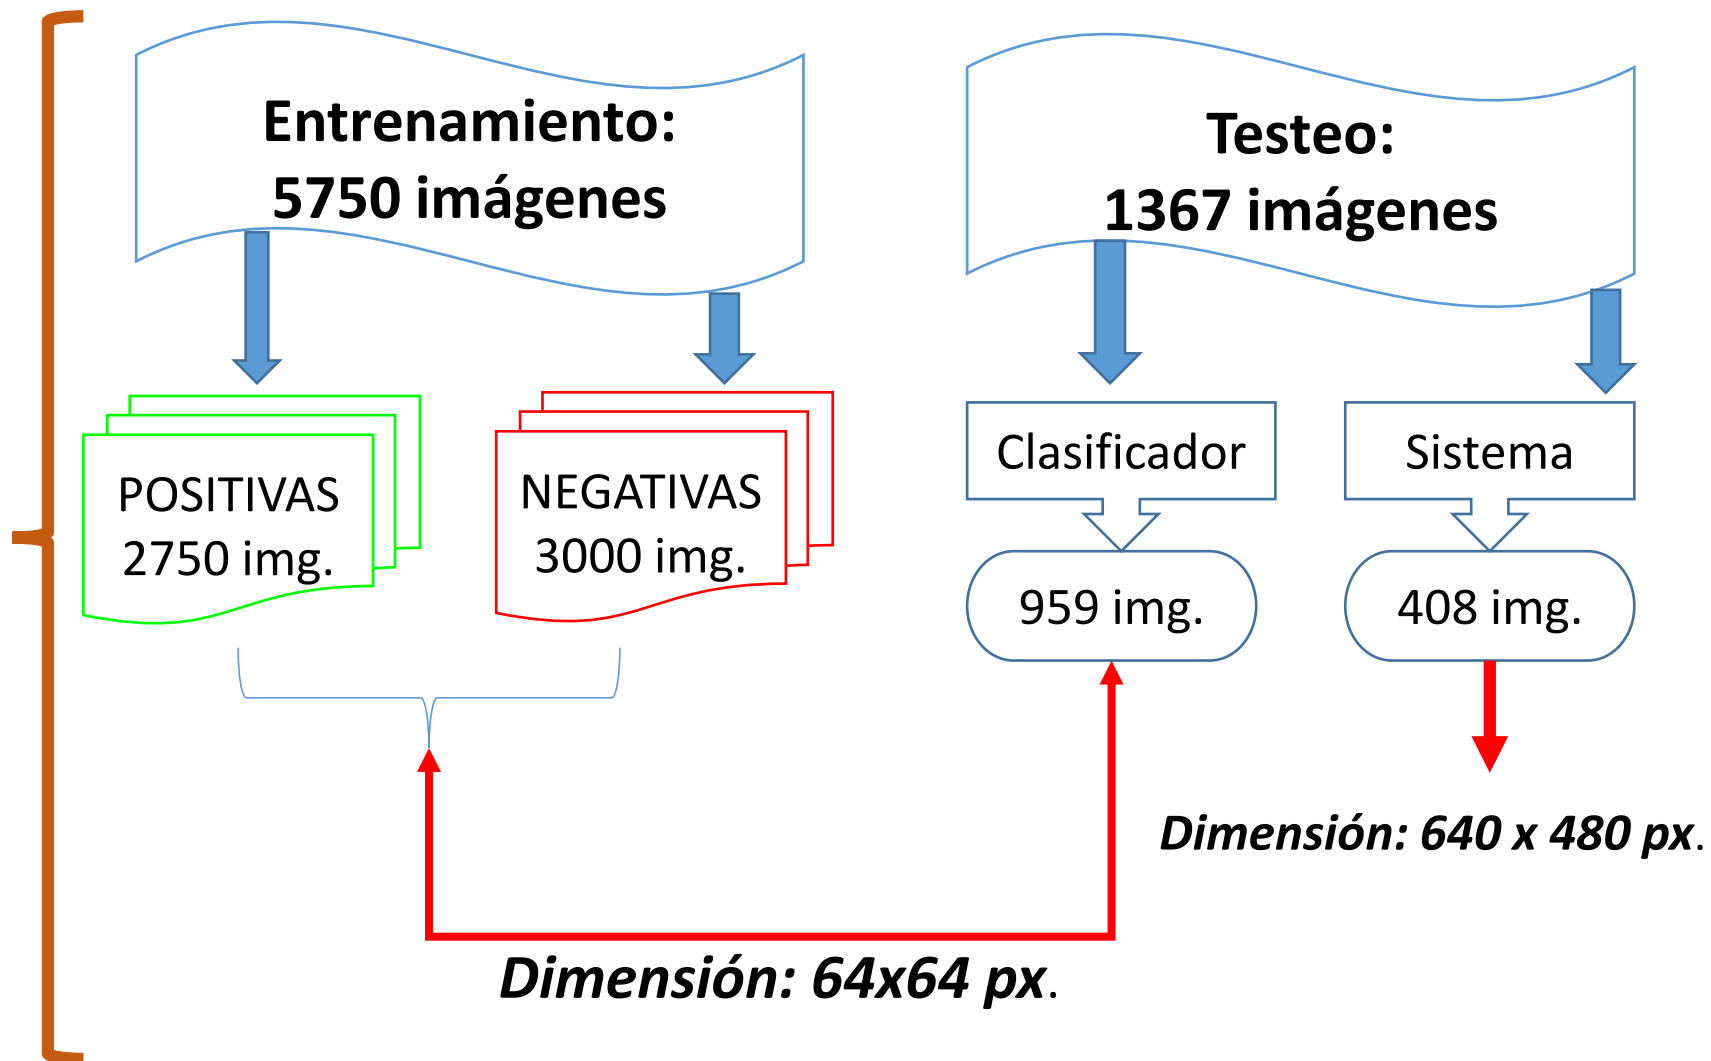 Entrenamiento:
5750 imágenes
Testeo:
1367 imágenes
POSITIVAS
2750 img.
NEGATIVAS
3000 img.
Clasificador
959 img.
Sistema
408 img.
Dimensión: 640 x 480 px.
Dimensión: 64x64 px.